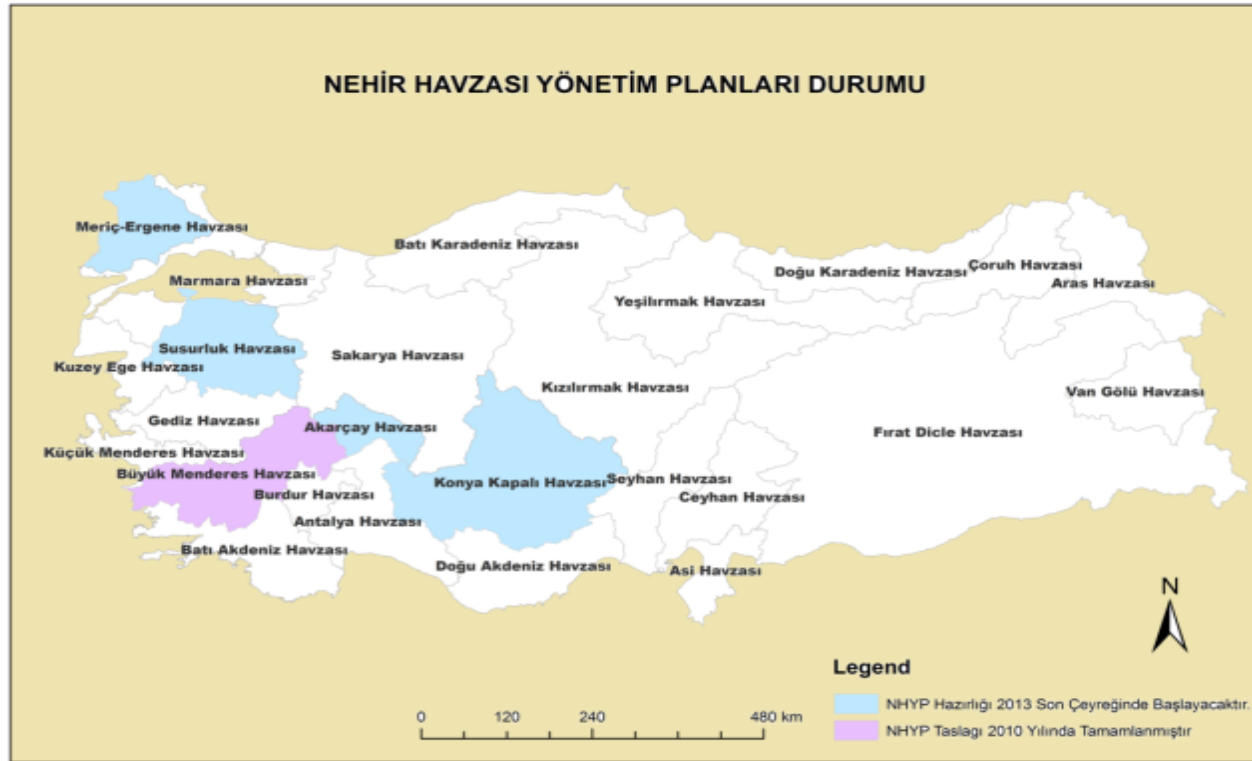 NEHİR HAVZASI YÖNETİM PLANLARI DURUMU
Meriç-Ergene Havzası
Batı Karadeniz Havzası
Marmara Havzası
Doğu Karadeniz Havzası
Çoruh Havzası
Aras Havzası
Yeşilırmak Havzası
Susurluk Havzası
Sakarya Havzası
Kuzey Ege Havzası
Kızılırmak Havzası
Van Gölü Havzası
Gediz Havzası
Akarçay Havzası
Fırat Dicle Havzası
Küçük Menderes Havzası
Büyük Menderes Havzası
Konya Kapalı Havzası
Seyhan Havzası
Burdur Havzası
Ceyhan Havzası
Antalya Havzası
Batı Akdeniz Havzası
Doğu Akdeniz Havzası
Asi Havzası
N
Legend
NHYP Hazırlığı 2013 Son Çeyreğinde Başlayacaktır.
NHYP Taslagı 2010 Yılında Tamamlanmıştır
0 120 240 480 km